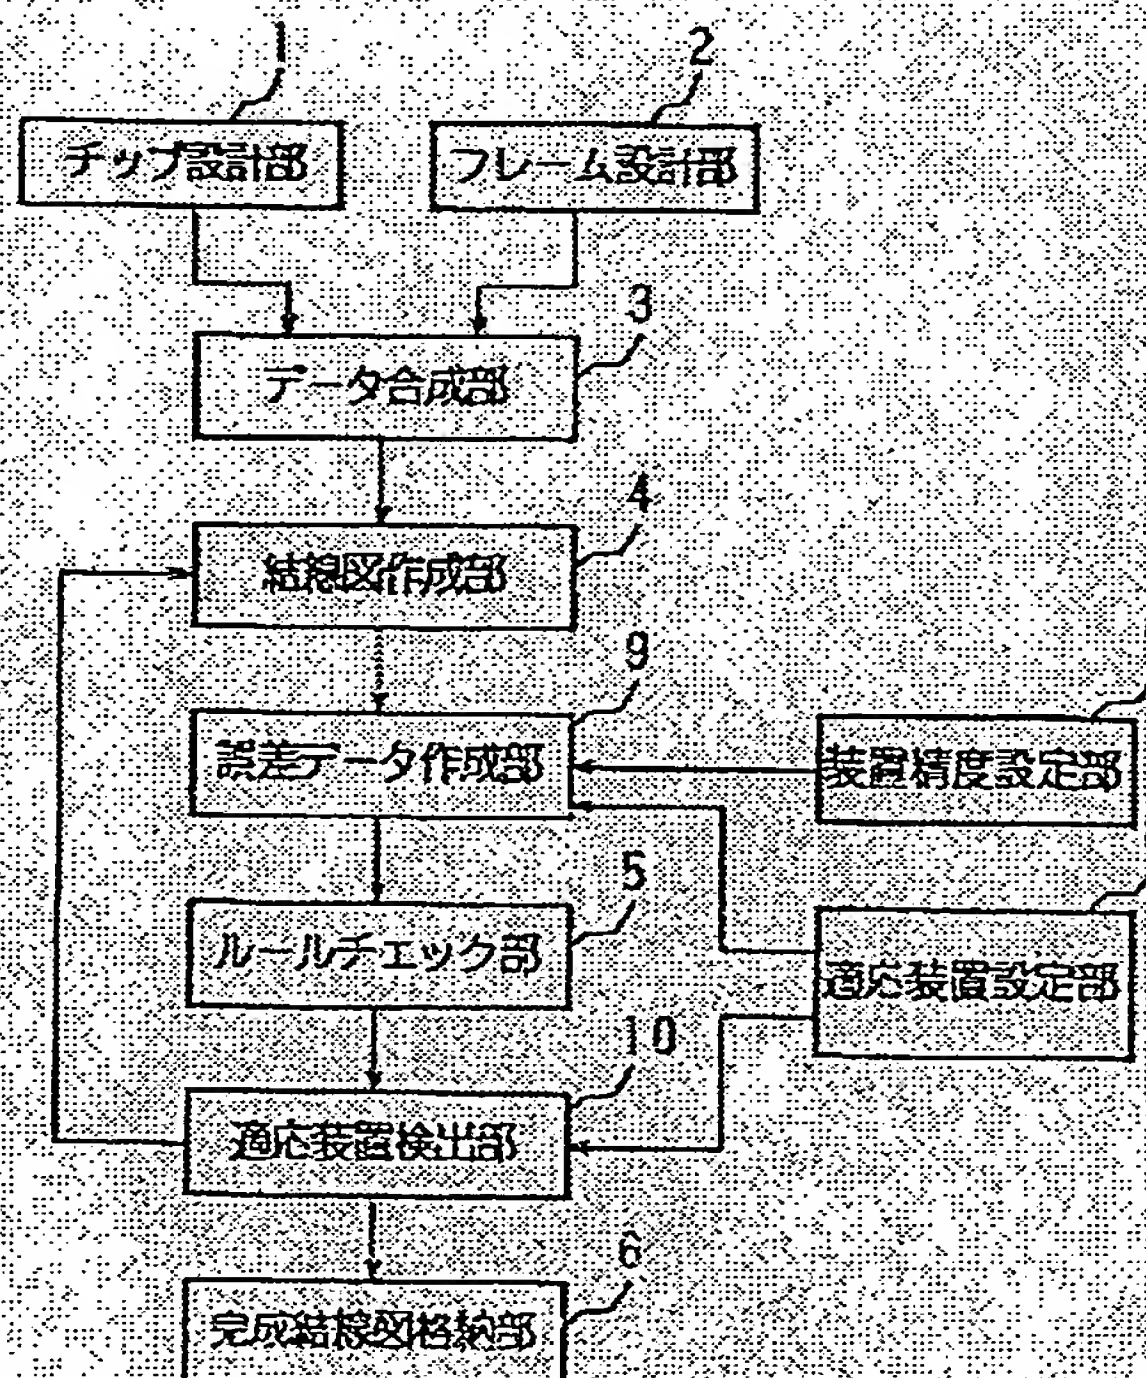 1
2
チップ設計部
フレーム設計部
3
データ合成部
4
結線図作成部
9
誤差データ作成部
装置精度設定部
5
ルールチェック部
適応装置設定部
10
適応装置検出部
6
完成結線図格納部